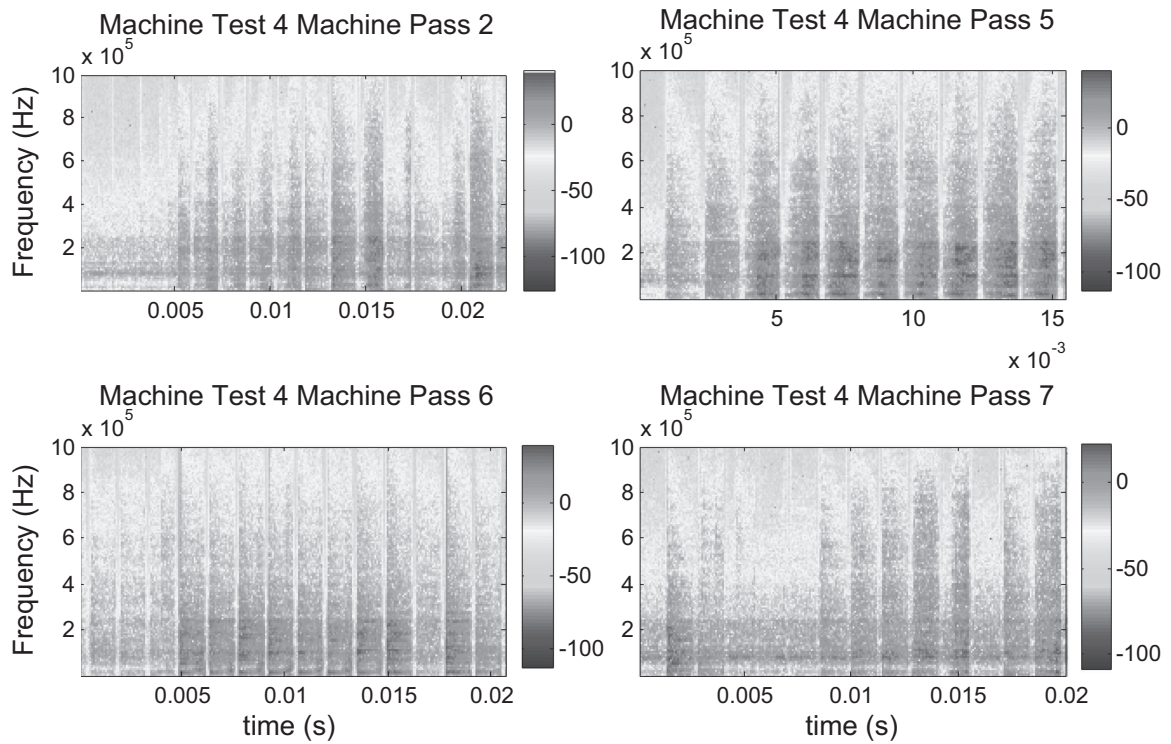 Machine Test 4 Machine Pass 2
x 10^5
Frequency (Hz)
10
8
6
4
2
0.005 0.01 0.015 0.02
0
-50
-100
Machine Test 4 Machine Pass 5
x 10^5
10
8
6
4
2
5 10 15
x 10^-3
0
-50
-100
Machine Test 4 Machine Pass 6
x 10^5
Frequency (Hz)
10
8
6
4
2
0.005 0.01 0.015 0.02
time (s)
0
-50
-100
Machine Test 4 Machine Pass 7
x 10^5
10
8
6
4
2
0.005 0.01 0.015 0.02
time (s)
0
-50
-100